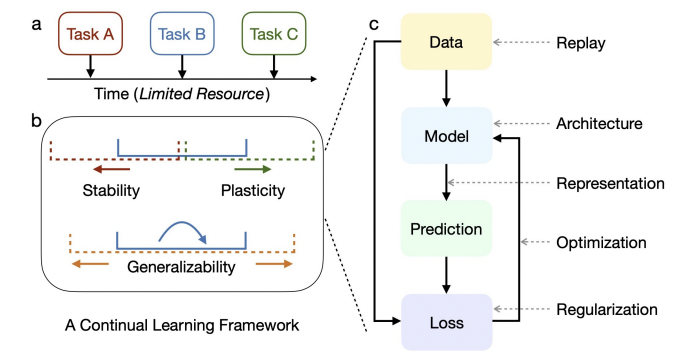 a
Task A
Task B
Task C
Time (Limited Resource)
b
Stability
Plasticity
Generalizability
A Continual Learning Framework
c
Data
Replay
Model
Architecture
Representation
Prediction
Optimization
Loss
Regularization